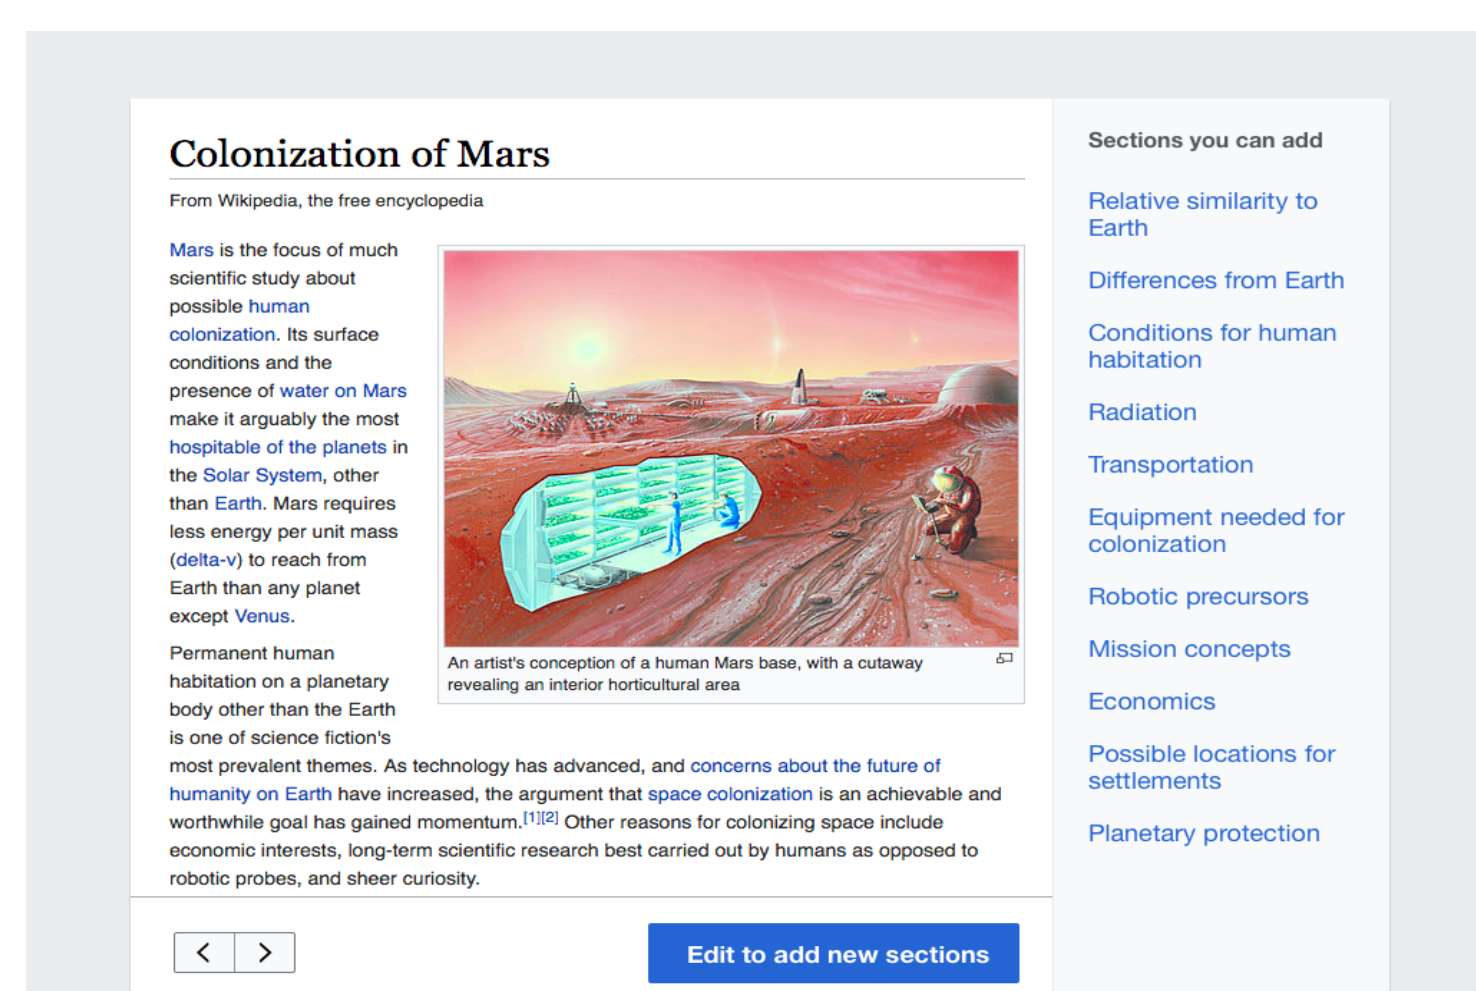 Colonization of Mars
From Wikipedia, the free encyclopedia
Mars is the focus of much
scientific study about
possible human
colonization. Its surface
conditions and the
presence of water on Mars
make it arguably the most
hospitable of the planets in
the Solar System, other
than Earth. Mars requires
less energy per unit mass
(delta-v) to reach from
Earth than any planet
except Venus.
An artist's conception of a human Mars base, with a cutaway
revealing an interior horticultural area
Permanent human
habitation on a planetary
body other than the Earth
is one of science fiction's
most prevalent themes. As technology has advanced, and concerns about the future of
humanity on Earth have increased, the argument that space colonization is an achievable and
worthwhile goal has gained momentum.[1][2] Other reasons for colonizing space include
economic interests, long-term scientific research best carried out by humans as opposed to
robotic probes, and sheer curiosity.
Edit to add new sections
Sections you can add
Relative similarity to
Earth
Differences from Earth
Conditions for human
habitation
Radiation
Transportation
Equipment needed for
colonization
Robotic precursors
Mission concepts
Economics
Possible locations for
settlements
Planetary protection